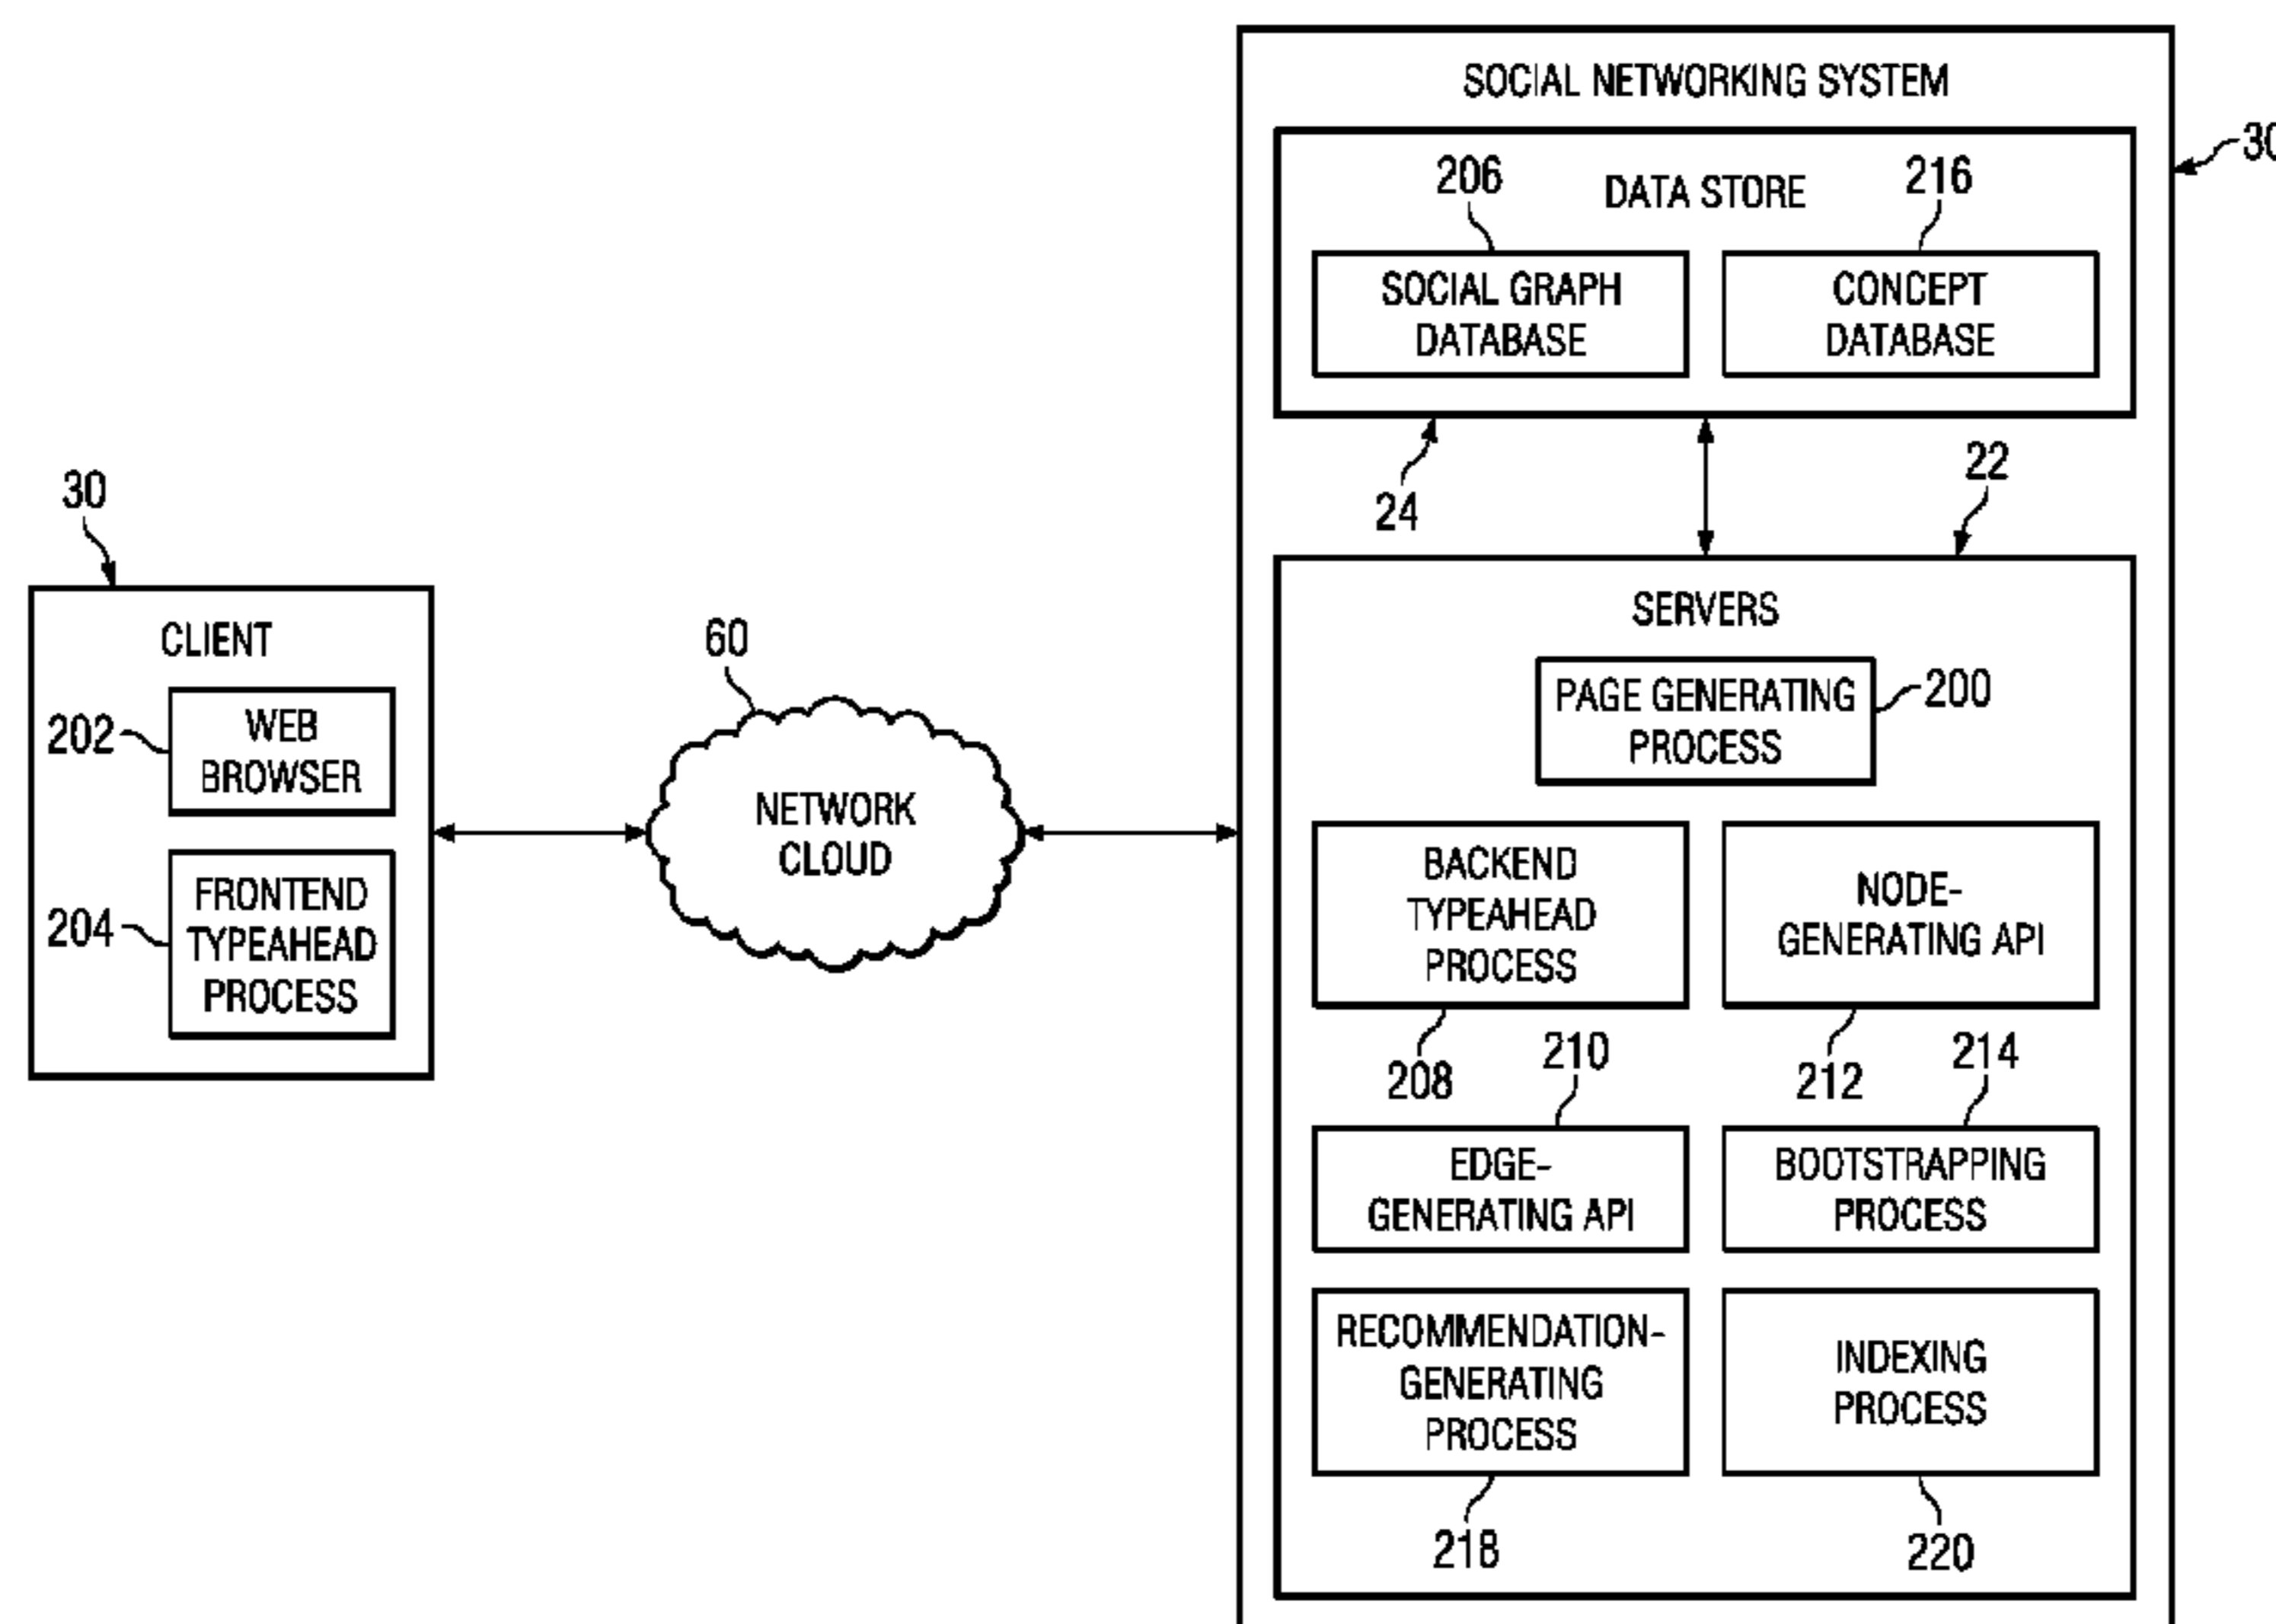 SOCIAL NETWORKING SYSTEM
30
206
DATA STORE
216
SOCIAL GRAPH
DATABASE
CONCEPT
DATABASE
24
22
30
CLIENT
202
WEB
BROWSER
204
FRONTEND
TYPEAHEAD
PROCESS
60
NETWORK
CLOUD
SERVERS
PAGE GENERATING
PROCESS
200
BACKEND
TYPEAHEAD
PROCESS
208
NODE-
GENERATING API
212
210
EDGE-
GENERATING API
214
BOOTSTRAPPING
PROCESS
RECOMMENDATION-
GENERATING
PROCESS
218
INDEXING
PROCESS
220